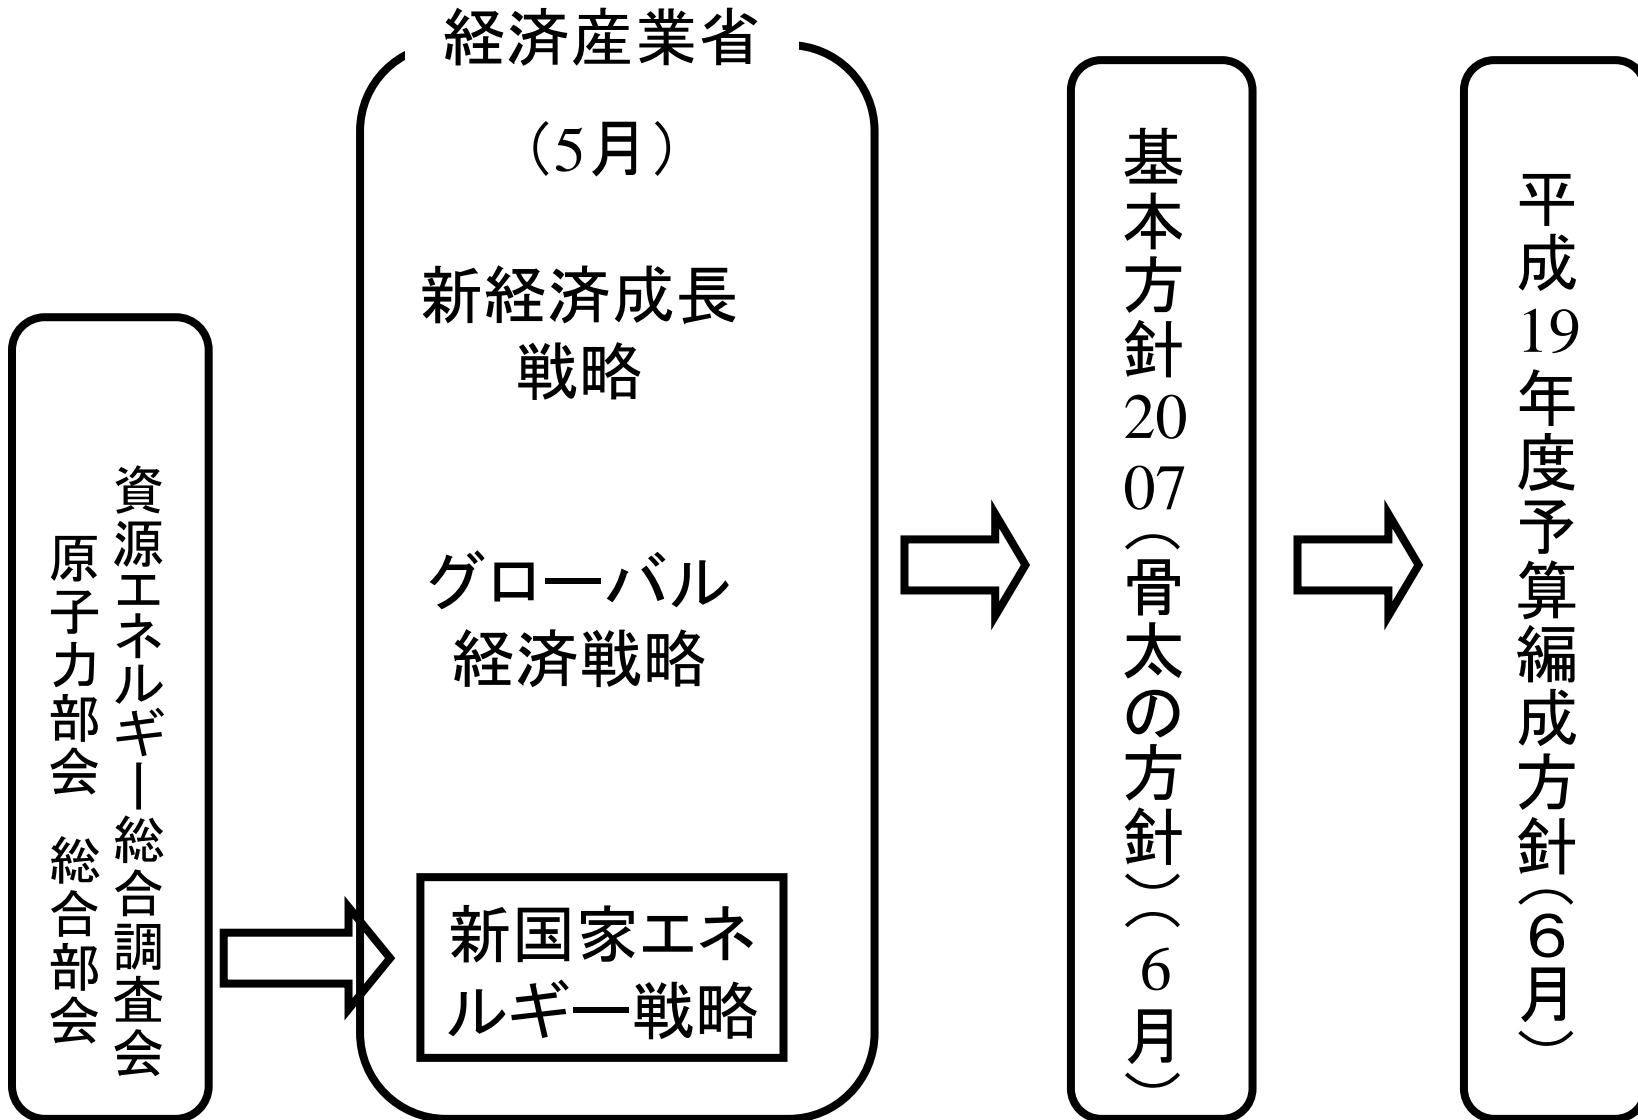 資源エネルギー総合調査会
原子力部会　総合部会
経済産業省
（5月）
新経済成長
戦略
グローバル
経済戦略
新国家エネ
ルギー戦略
基本方針2007（骨太の方針）（6月）
平成19年度予算編成方針（６月）